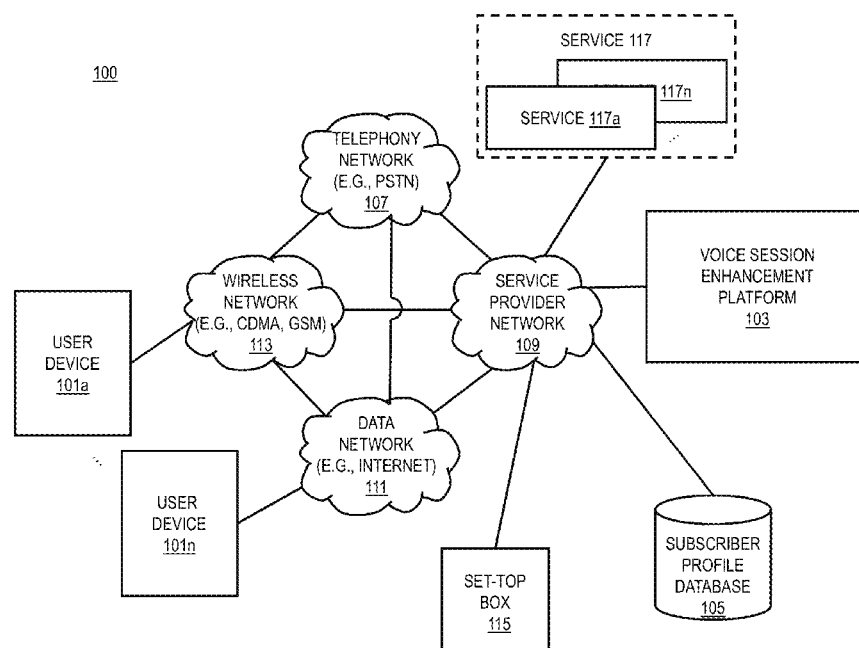 100
SERVICE 117
117n
SERVICE 117a
TELEPHONY
NETWORK
(E.G., PSTN)
107
WIRELESS
NETWORK
(E.G., CDMA, GSM)
113
SERVICE
PROVIDER
NETWORK
109
VOICE SESSION
ENHANCEMENT
PLATFORM
103
USER
DEVICE
101a
DATA
NETWORK
(E.G., INTERNET)
111
USER
DEVICE
101n
SET-TOP
BOX
115
SUBSCRIBER
PROFILE
DATABASE
105